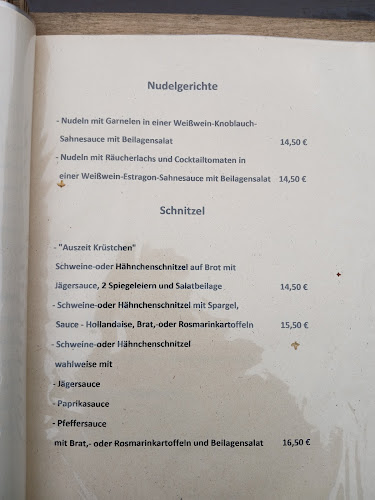 Nudelgerichte
- Nudeln mit Garnelen in einer Weißwein-Knoblauch-
Sahnesauce mit Beilagensalat 14,50 €
- Nudeln mit Räucherlachs und Cocktailtomaten in
einer Weißwein-Estragon-Sahnesauce mit Beilagensalat 14,50 €
Schnitzel
- "Auszeit Krüstchen"
Schweine-oder Hähnchenschnitzel auf Brot mit
Jägersauce, 2 Spiegeleiern und Salatbeilage 14,50 €
- Schweine-oder Hähnchenschnitzel mit Spargel,
Sauce - Hollandaise, Brat,-oder Rosmarinkartoffeln 15,50 €
- Schweine-oder Hähnchenschnitzel
wahlweise mit
- Jägersauce
- Paprikasauce
- Pfeffersauce
mit Brat,- oder Rosmarinkartoffeln und Beilagensalat 16,50 €